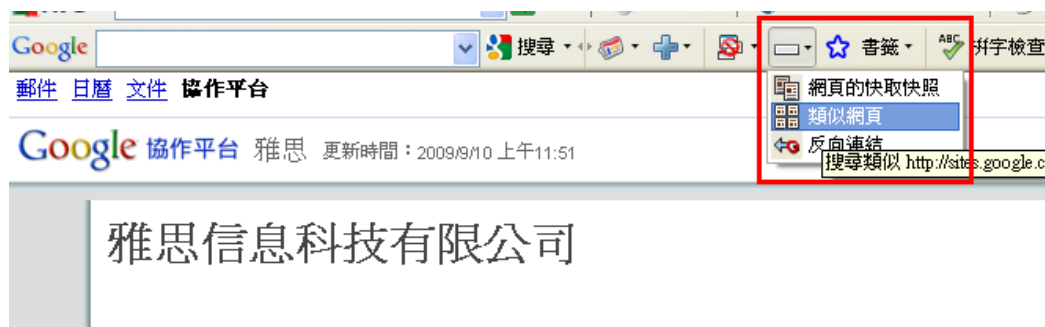 Google 搜尋 書籤 ABC 拼字檢查
郵件 日曆 文件 協作平台
網頁的快取快照
類似網頁
反向連結
搜尋類似 http://sites.google.c
Google 協作平台 雅思 更新時間：2009/9/10 上午11:51
雅思信息科技有限公司